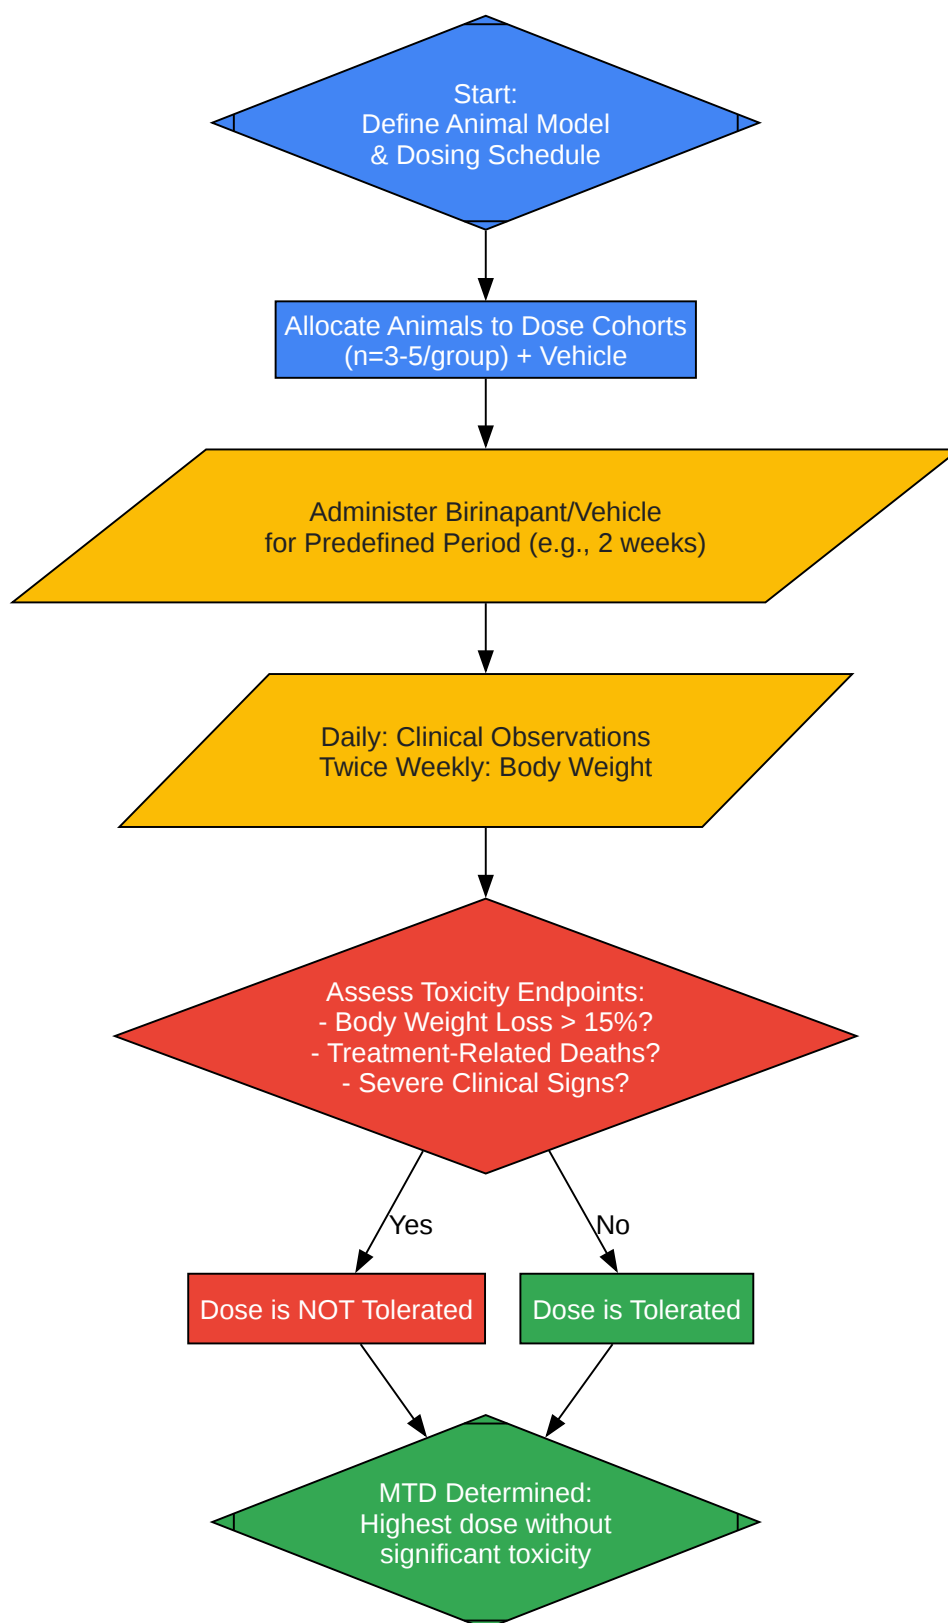 Start:
Define Animal Model
& Dosing Schedule
Allocate Animals to Dose Cohorts
(n=3-5/group) + Vehicle
Administer Birinapant/Vehicle
for Predefined Period (e.g., 2 weeks)
Daily: Clinical Observations
Twice Weekly: Body Weight
Assess Toxicity Endpoints:
- Body Weight Loss > 15%?
- Treatment-Related Deaths?
- Severe Clinical Signs?
Yes
No
Dose is NOT Tolerated
Dose is Tolerated
MTD Determined:
Highest dose without
significant toxicity